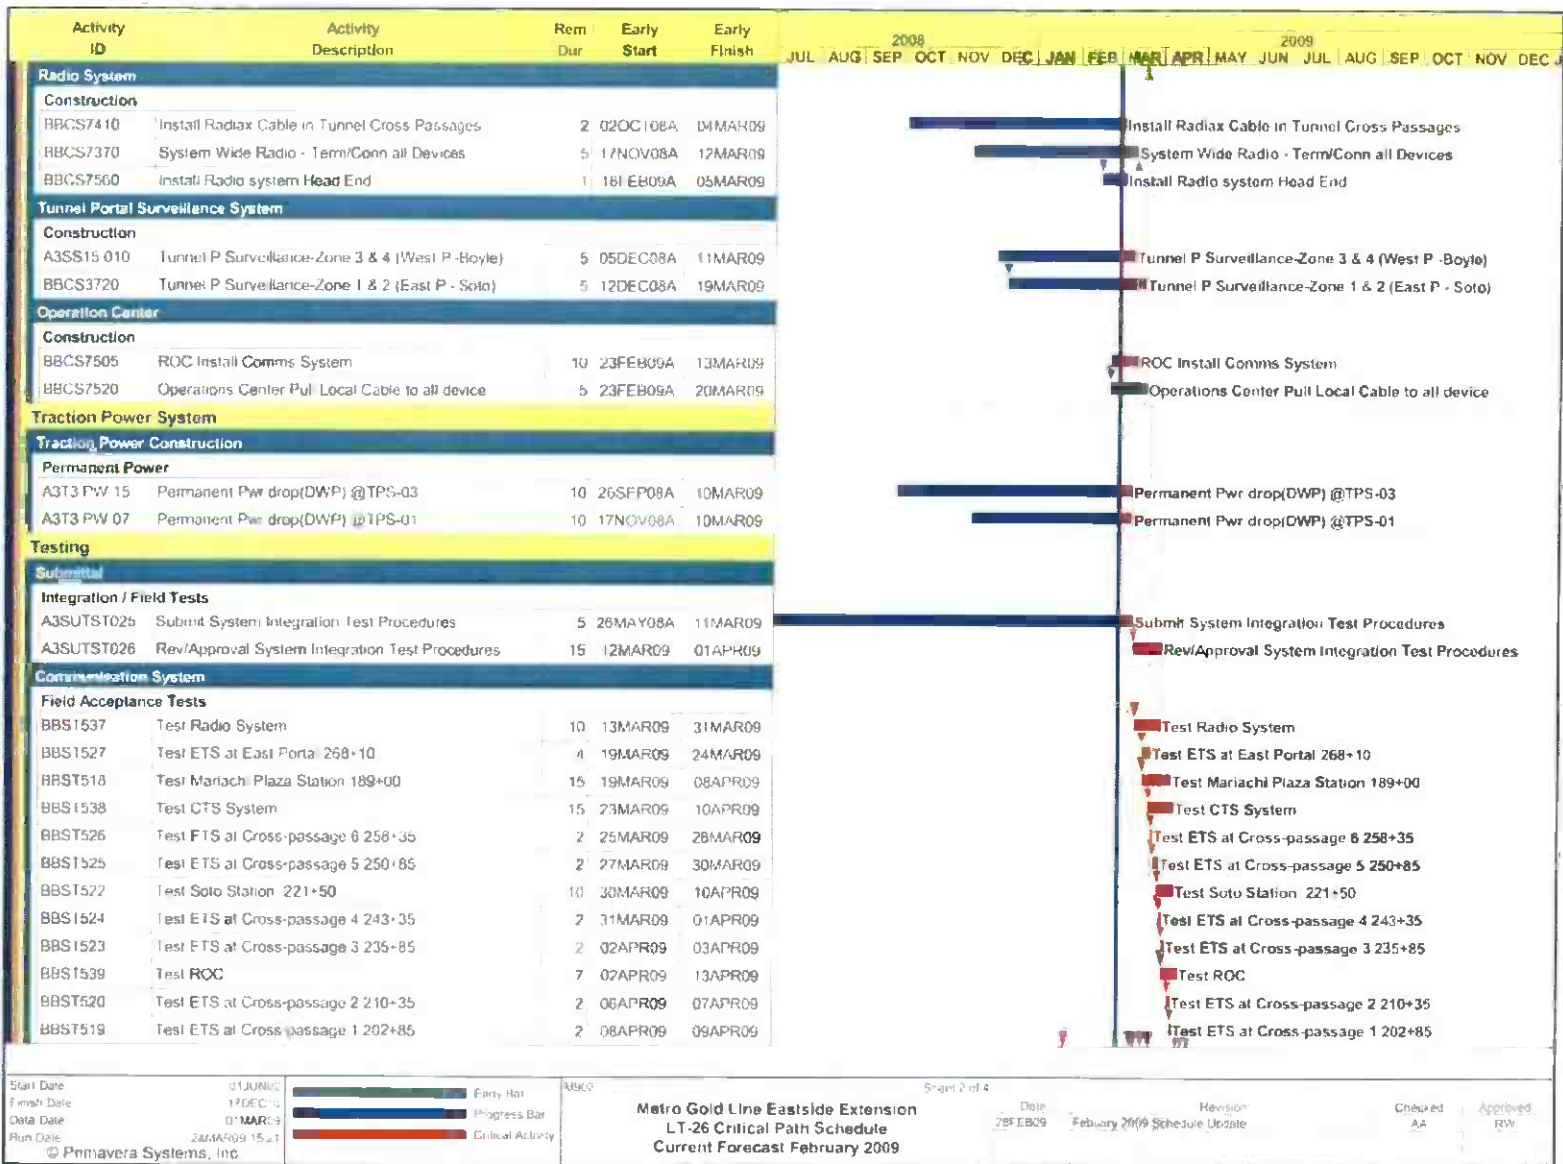 Activity ID Activity Description Rem Dur Early Start Early Finish
2008 2009
JUL AUG SEP OCT NOV DEC JAN FEB MAR APR MAY JUN JUL AUG SEP OCT NOV DEC J
Radio System
Construction
BBCS7410 Install Radiax Cable in Tunnel Cross Passages 2 02OCT08A 04MAR09 Install Radiax Cable in Tunnel Cross Passages
BBCS7370 System Wide Radio - Term/Conn all Devices 5 17NOV08A 12MAR09 System Wide Radio - Term/Conn all Devices
BBCS7560 Install Radio system Head End 1 16FEB09A 05MAR09 Install Radio system Head End
Tunnel Portal Surveillance System
Construction
A3SS15 010 Tunnel P Surveillance-Zone 3 & 4 (West P -Boyle) 5 05DEC08A 11MAR09 Tunnel P Surveillance-Zone 3 & 4 (West P -Boyle)
BBCS3720 Tunnel P Surveillance-Zone 1 & 2 (East P - Soto) 5 12DEC08A 19MAR09 Tunnel P Surveillance-Zone 1 & 2 (East P - Soto)
Operation Center
Construction
BBCS7505 ROC Install Comms System 10 23FEB09A 13MAR09 ROC Install Comms System
BBCS7520 Operations Center Pull Local Cable to all device 5 23FEB09A 20MAR09 Operations Center Pull Local Cable to all device
Traction Power System
Traction Power Construction
Permanent Power
A3T3 PW 15 Permanent Pwr drop(DWP) @TPS-03 10 26SEP08A 10MAR09 Permanent Pwr drop(DWP) @TPS-03
A3T3 PW 07 Permanent Pwr drop(DWP) @TPS-01 10 17NOV08A 10MAR09 Permanent Pwr drop(DWP) @TPS-01
Testing
Submittal
Integration / Field Tests
A3SUTST025 Submit System Integration Test Procedures 5 26MAY08A 11MAR09 Submit System Integration Test Procedures
A3SUTST026 Rev/Approval System Integration Test Procedures 15 12MAR09 01APR09 Rev/Approval System Integration Test Procedures
Communication System
Field Acceptance Tests
BBST537 Test Radio System 10 13MAR09 31MAR09 Test Radio System
BBST527 Test ETS at East Portal 268+10 4 19MAR09 24MAR09 Test ETS at East Portal 268+10
BBST518 Test Mariachi Plaza Station 189+00 15 19MAR09 08APR09 Test Mariachi Plaza Station 189+00
BBST538 Test CTS System 15 23MAR09 10APR09 Test CTS System
BBST526 Test ETS at Cross-passage 6 258+35 2 25MAR09 26MAR09 Test ETS at Cross-passage 6 258+35
BBST525 Test ETS at Cross-passage 5 250+85 2 27MAR09 30MAR09 Test ETS at Cross-passage 5 250+85
BBST522 Test Soto Station 221+50 10 30MAR09 10APR09 Test Soto Station 221+50
BBST524 Test ETS at Cross-passage 4 243+35 2 31MAR09 01APR09 Test ETS at Cross-passage 4 243+35
BBST523 Test ETS at Cross-passage 3 235+85 2 02APR09 03APR09 Test ETS at Cross-passage 3 235+85
BBST539 Test ROC 7 02APR09 13APR09 Test ROC
BBST520 Test ETS at Cross-passage 2 210+35 2 06APR09 07APR09 Test ETS at Cross-passage 2 210+35
BBST519 Test ETS at Cross-passage 1 202+85 2 08APR09 09APR09 Test ETS at Cross-passage 1 202+85
Start Date 01JUN02
Finish Date
Data Date 01MAR09
Run Date 24MAR09 15:21
© Primavera Systems, Inc
Early Bar
Progress Bar
Critical Activity
Sheet 2 of 4
Metro Gold Line Eastside Extension
LT-26 Critical Path Schedule
Current Forecast February 2009
Date Revision Checked Approved
28FEB09 Febuary 2009 Schedule Update AA RW